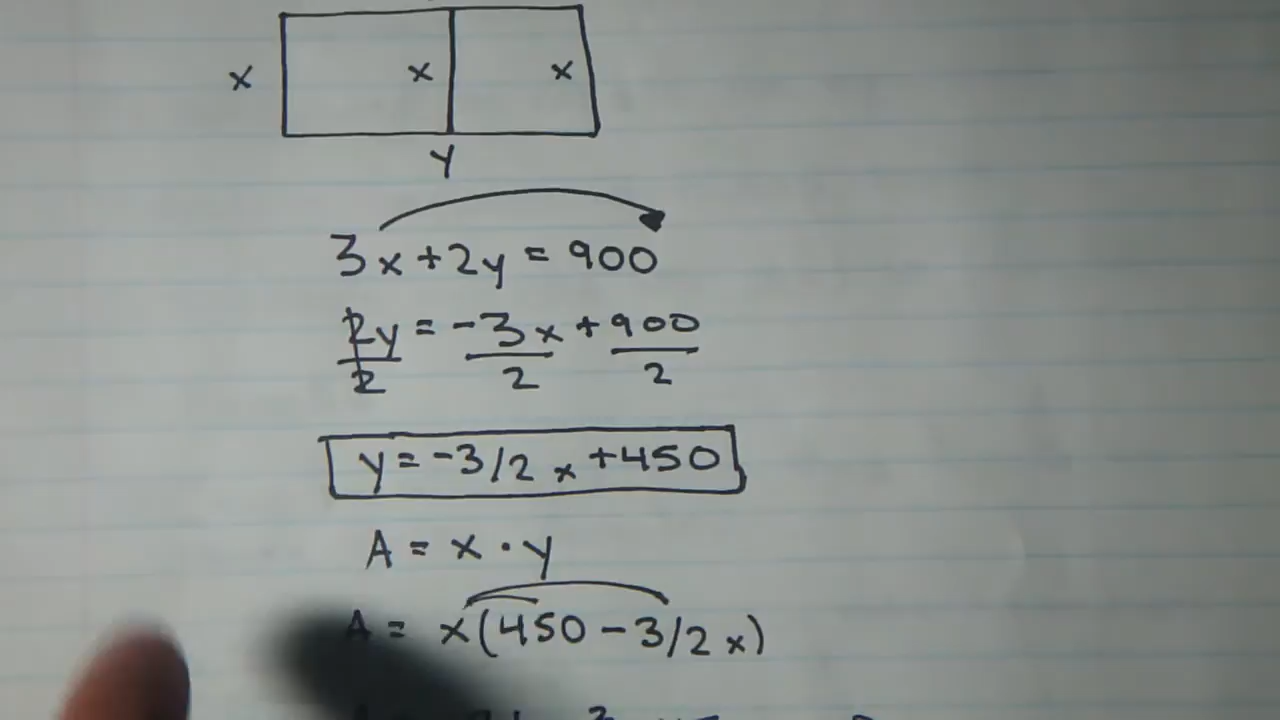 x x x
y
3x+2y=900
2y = -3x + 900
2 2 2
y=-3/2 x +450
A = x · y
A = x(450-3/2 x)